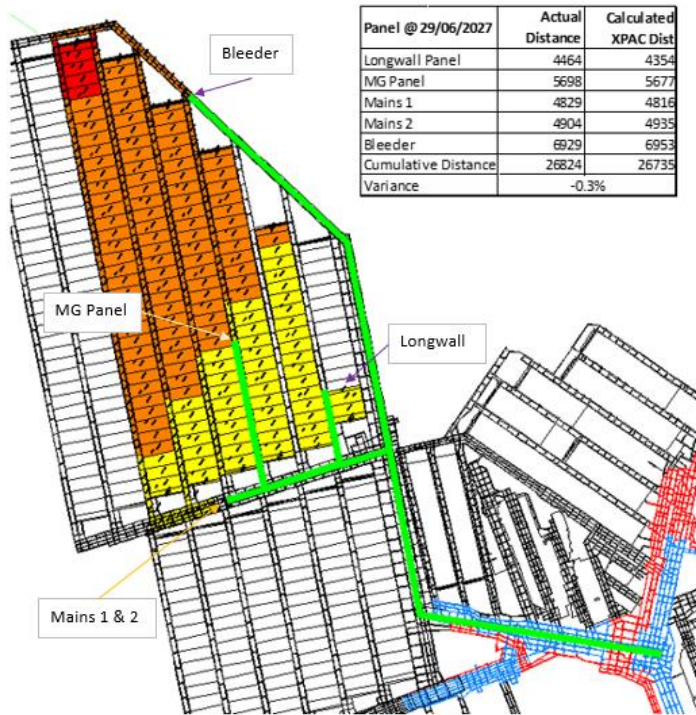 Bleeder
Panel @ 29/06/2027 Actual Distance Calculated XPAC Dist
Longwall Panel 4464 4354
MG Panel 5698 5677
Mains 1 4829 4816
Mains 2 4904 4935
Bleeder 6929 6953
Cumulative Distance 26824 26735
Variance -0.3%
MG Panel
Longwall
Mains 1 & 2